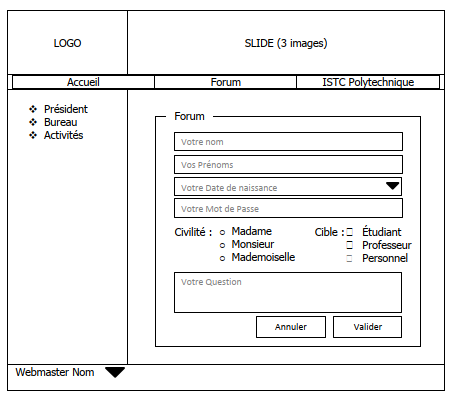 LOGO
SLIDE (3 images)
Accueil
Forum
ISTC Polytechnique
Président
Bureau
Activités
Forum
Votre nom
Vos Prénoms
Votre Date de naissance
Votre Mot de Passe
Civilité :
Madame
Monsieur
Mademoiselle
Cible :
Étudiant
Professeur
Personnel
Votre Question
Annuler
Valider
Webmaster Nom